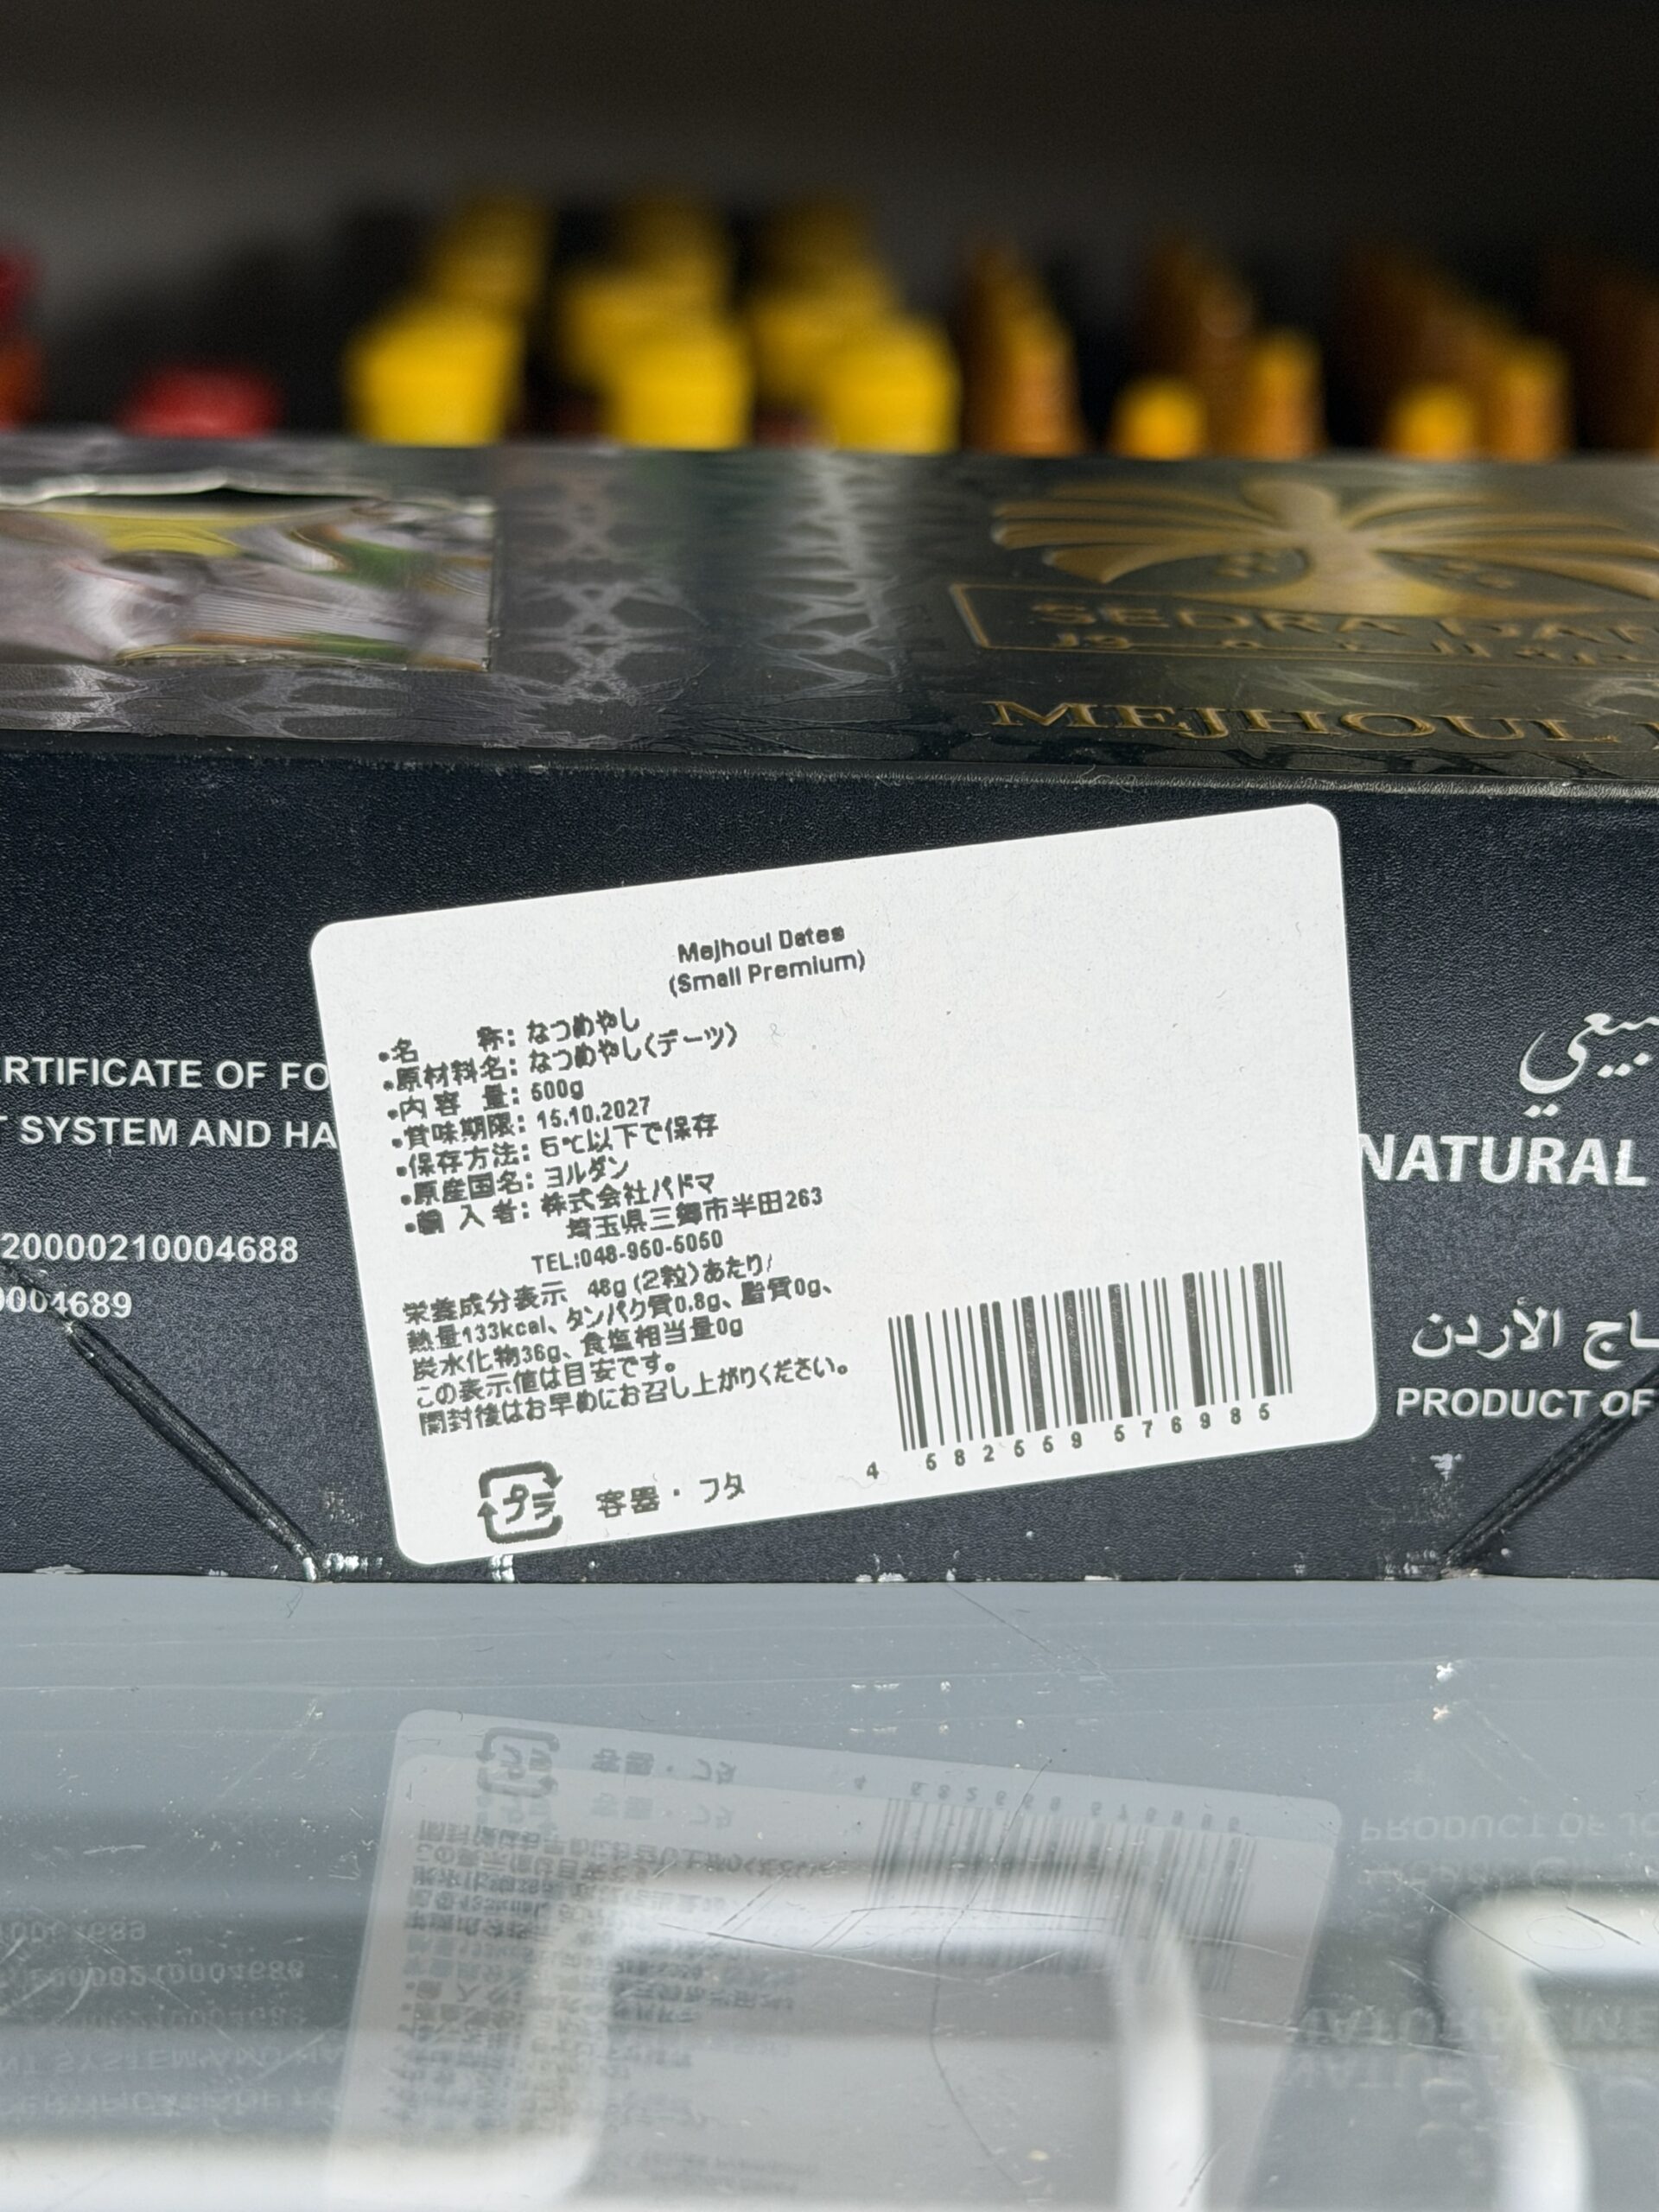 SEDRA
MEJHOUL
Mejhoul Dates
(Small Premium)
•名 称: なつめやし
•原材料名: なつめやし(デーツ)
•内 容 量: 500g
•賞味期限: 15.10.2027
•保存方法: 5℃以下で保存
•原産国名: ヨルダン
•輸 入 者: 株式会社パドマ
埼玉県三郷市半田263
TEL:048-950-5050
栄養成分表示 48g (2粒)あたり/
熱量133kcal、タンパク質0.8g、脂質0g、
炭水化物36g、食塩相当量0g
この表示値は目安です。
開封後はお早めにお召し上がりください。
プラ 容器・フタ
4 582559 576985
RTIFICATE OF FO
T SYSTEM AND HA
20000210004688
0004689
NATURAL
الأردن
PRODUCT OF